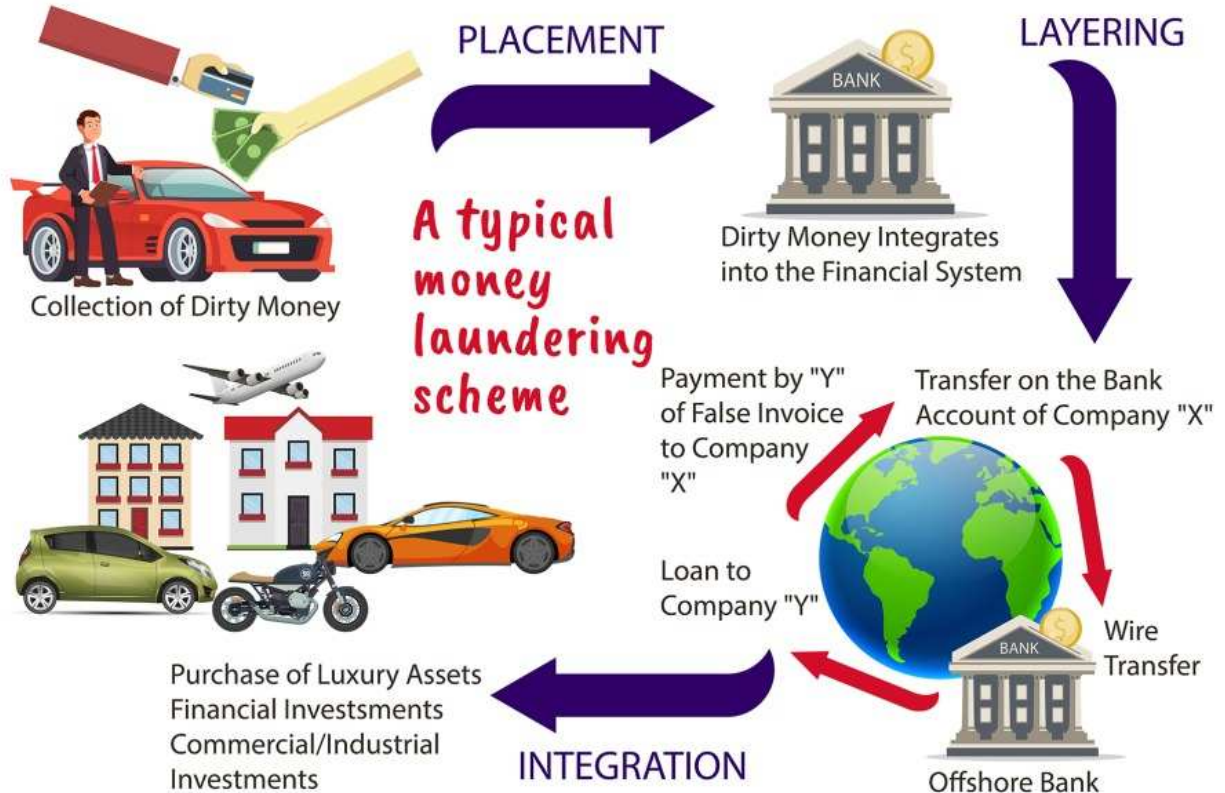 PLACEMENT
LAYERING
BANK
Dirty Money Integrates
into the Financial System
Collection of Dirty Money
A typical
money
laundering
scheme
Payment by "Y"
of False Invoice
to Company
"X"
Transfer on the Bank
Account of Company "X"
Loan to
Company "Y"
Wire
Transfer
BANK
Offshore Bank
INTEGRATION
Purchase of Luxury Assets
Financial Investsments
Commercial/Industrial
Investments